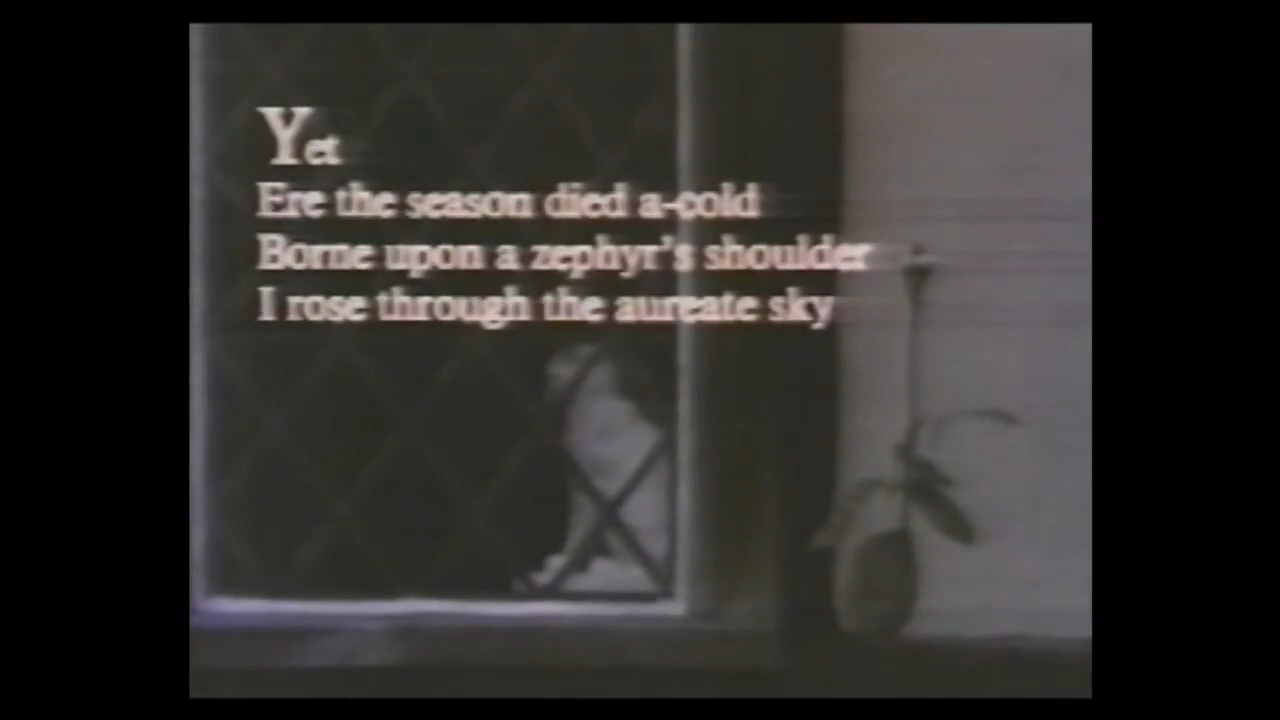 Yet
Ere the season died a-cold
Borne upon a zephyr's shoulder
I rose through the aureate sky